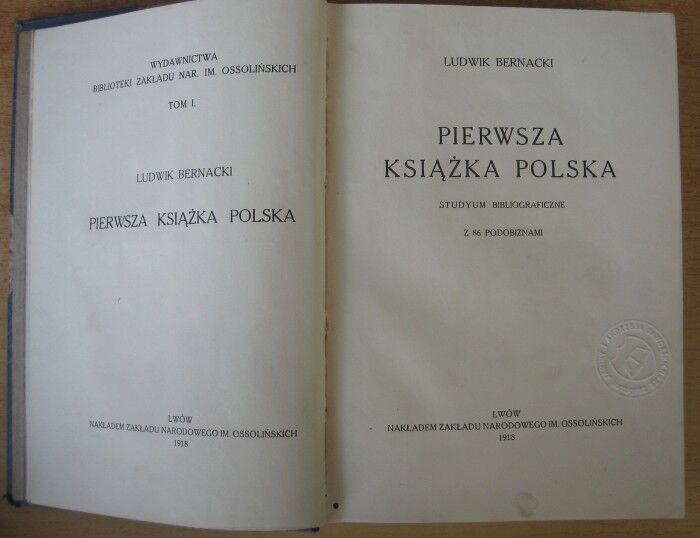 WYDAWNICTWA
BIBLIOTEKI ZAKŁADU NAR. IM. OSSOLIŃSKICH
TOM I.
LUDWIK BERNACKI
PIERWSZA KSIĄŻKA POLSKA
LWÓW
NAKŁADEM ZAKŁADU NARODOWEGO IM. OSSOLIŃSKICH
1918
LUDWIK BERNACKI
PIERWSZA
KSIĄŻKA POLSKA
STUDYUM BIBLIOGRAFICZNE
Z 86 PODOBIZNAMI
LWÓW
NAKŁADEM ZAKŁADU NARODOWEGO IM. OSSOLIŃSKICH
1918